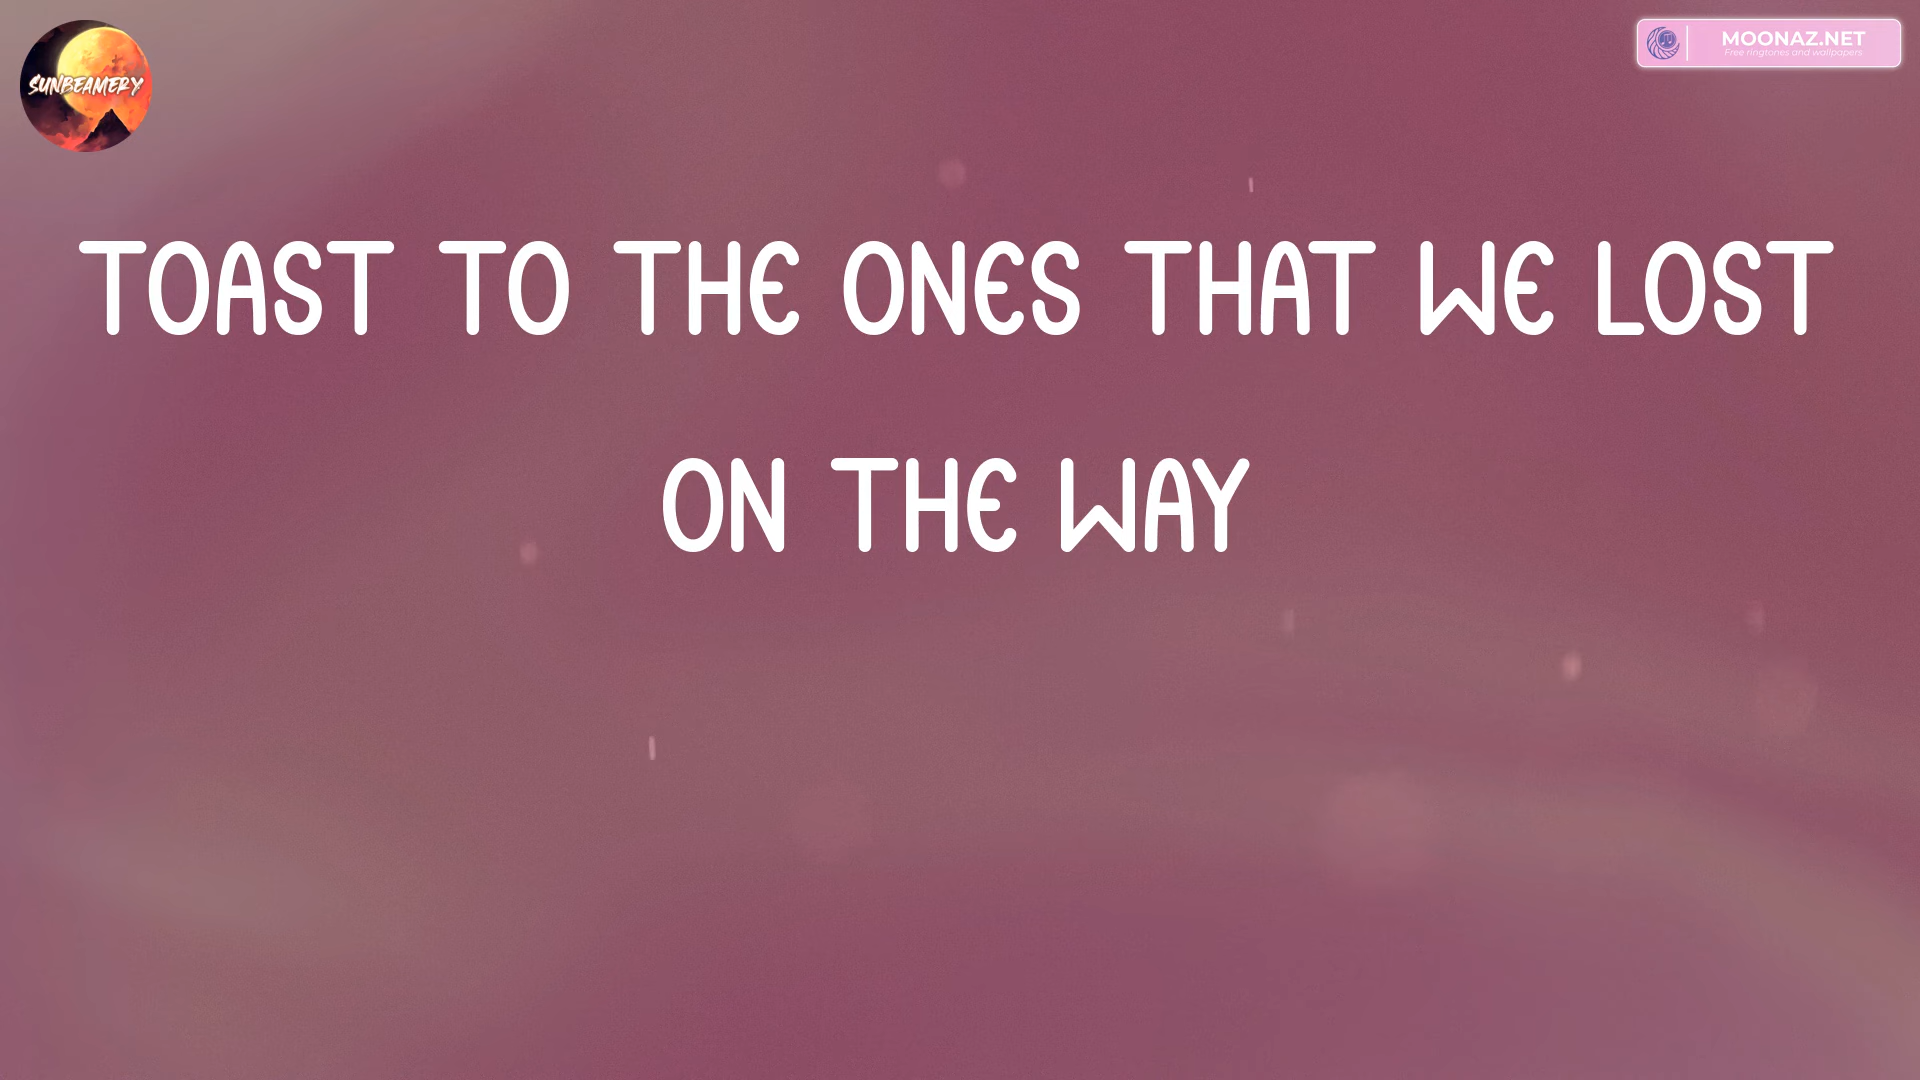 SUNBEAMERY
MOONAZ.NET
Free ringtones and wallpapers
TOAST TO THE ONES THAT WE LOST
ON THE WAY